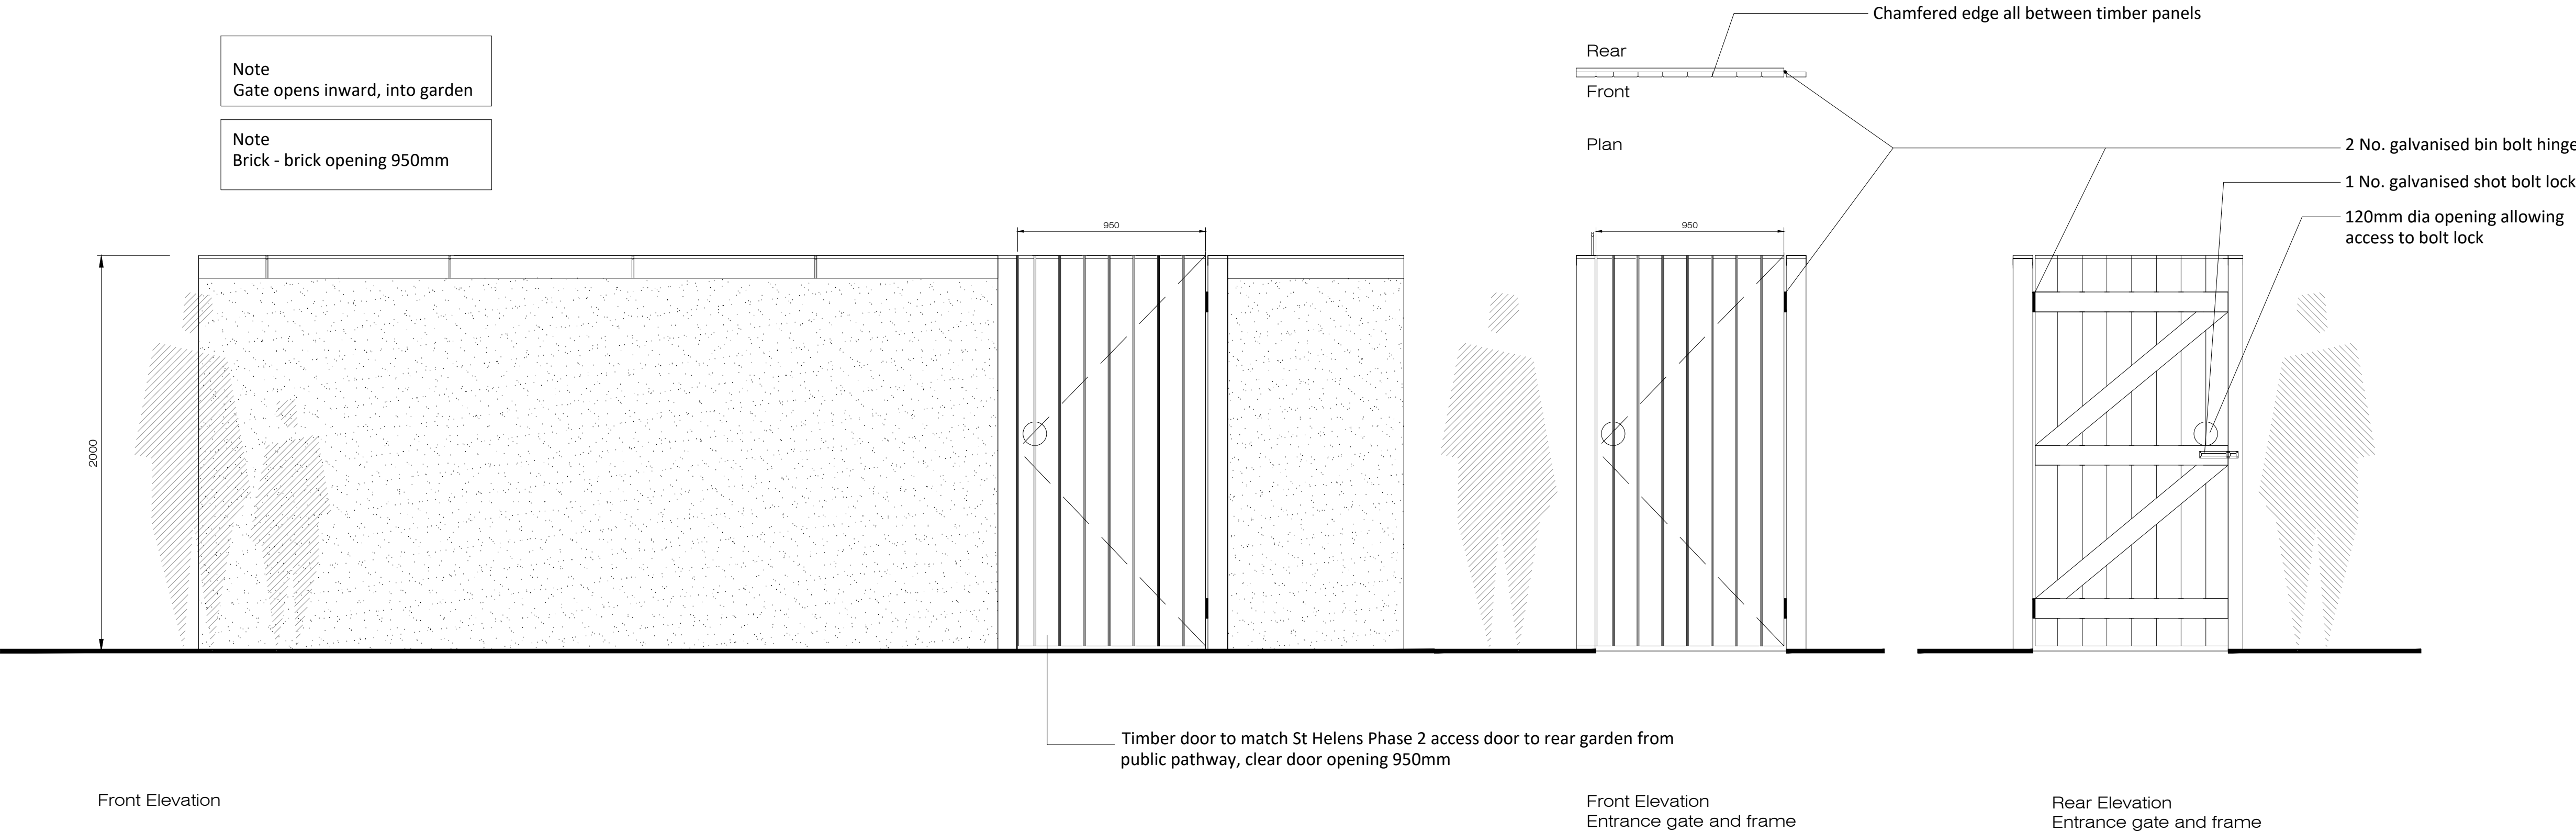 Chamfered edge all between timber panels
Note
Gate opens inward, into garden
Note
Brick - brick opening 950mm
Rear
Front
Plan
2 No. galvanised bin bolt hinge
1 No. galvanised shot bolt lock
120mm dia opening allowing
access to bolt lock
950
950
2000
Timber door to match St Helens Phase 2 access door to rear garden from
public pathway, clear door opening 950mm
Front Elevation
Front Elevation
Entrance gate and frame
Rear Elevation
Entrance gate and frame